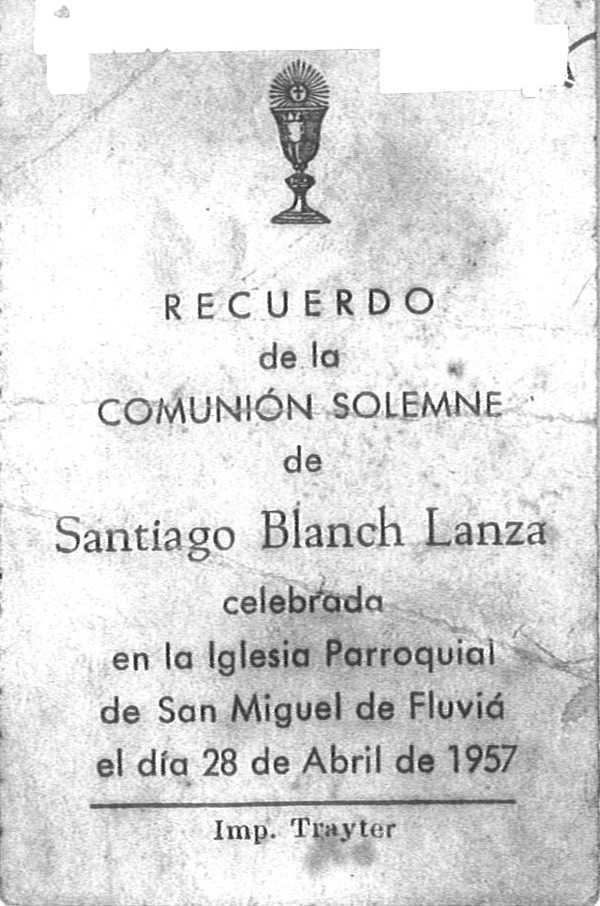 RECUERDO
de la
COMUNIÓN SOLEMNE
de
Santiago Blanch Lanza
celebrada
en la Iglesia Parroquial
de San Miguel de Fluviá
el día 28 de Abril de 1957
Imp. Trayter